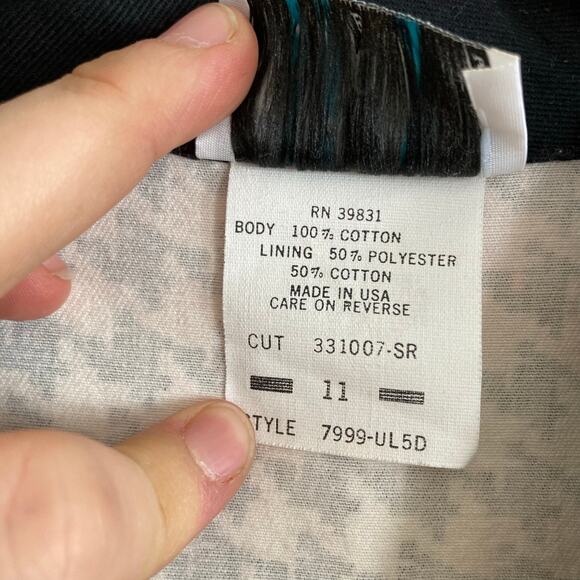 RN 39831
BODY 100% COTTON
LINING 50% POLYESTER
50% COTTON
MADE IN USA
CARE ON REVERSE
CUT 331007-SR
11
TYLE 7999-UL5D